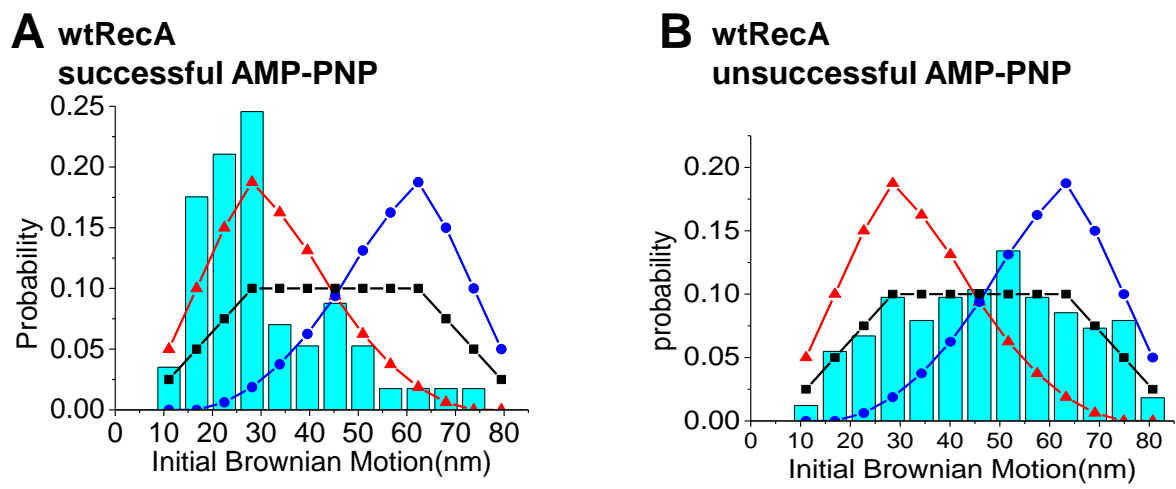 A wtRecA
successful AMP-PNP
0.25
0.20
0.15
0.10
0.05
0.00
Probability
0 10 20 30 40 50 60 70 80
Initial Brownian Motion(nm)
B wtRecA
unsuccessful AMP-PNP
0.20
0.15
0.10
0.05
0.00
probability
0 10 20 30 40 50 60 70 80
Initial Brownian Motion(nm)